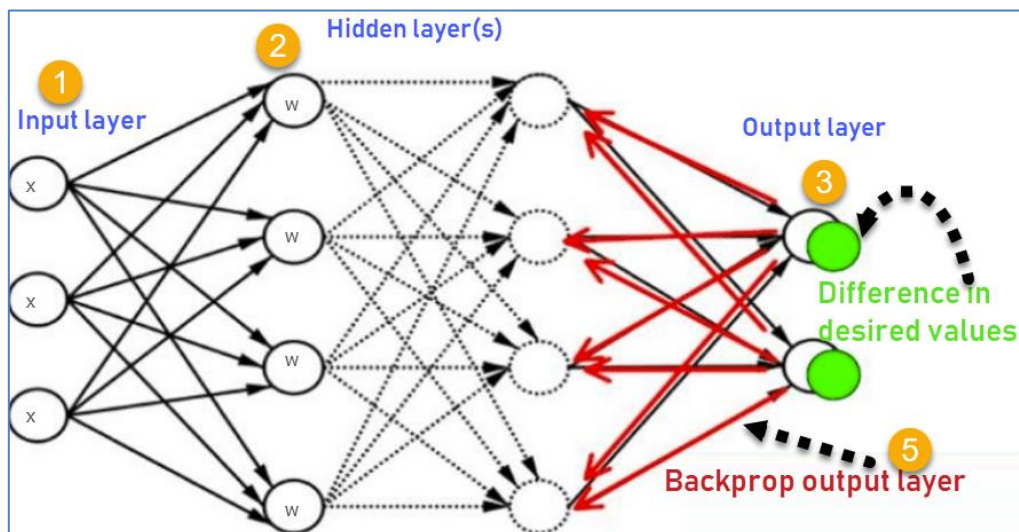 Hidden layer(s)
2
1
Input layer
Output layer
3
x
x
x
w
w
w
w
Difference in
desired values
5
Backprop output layer